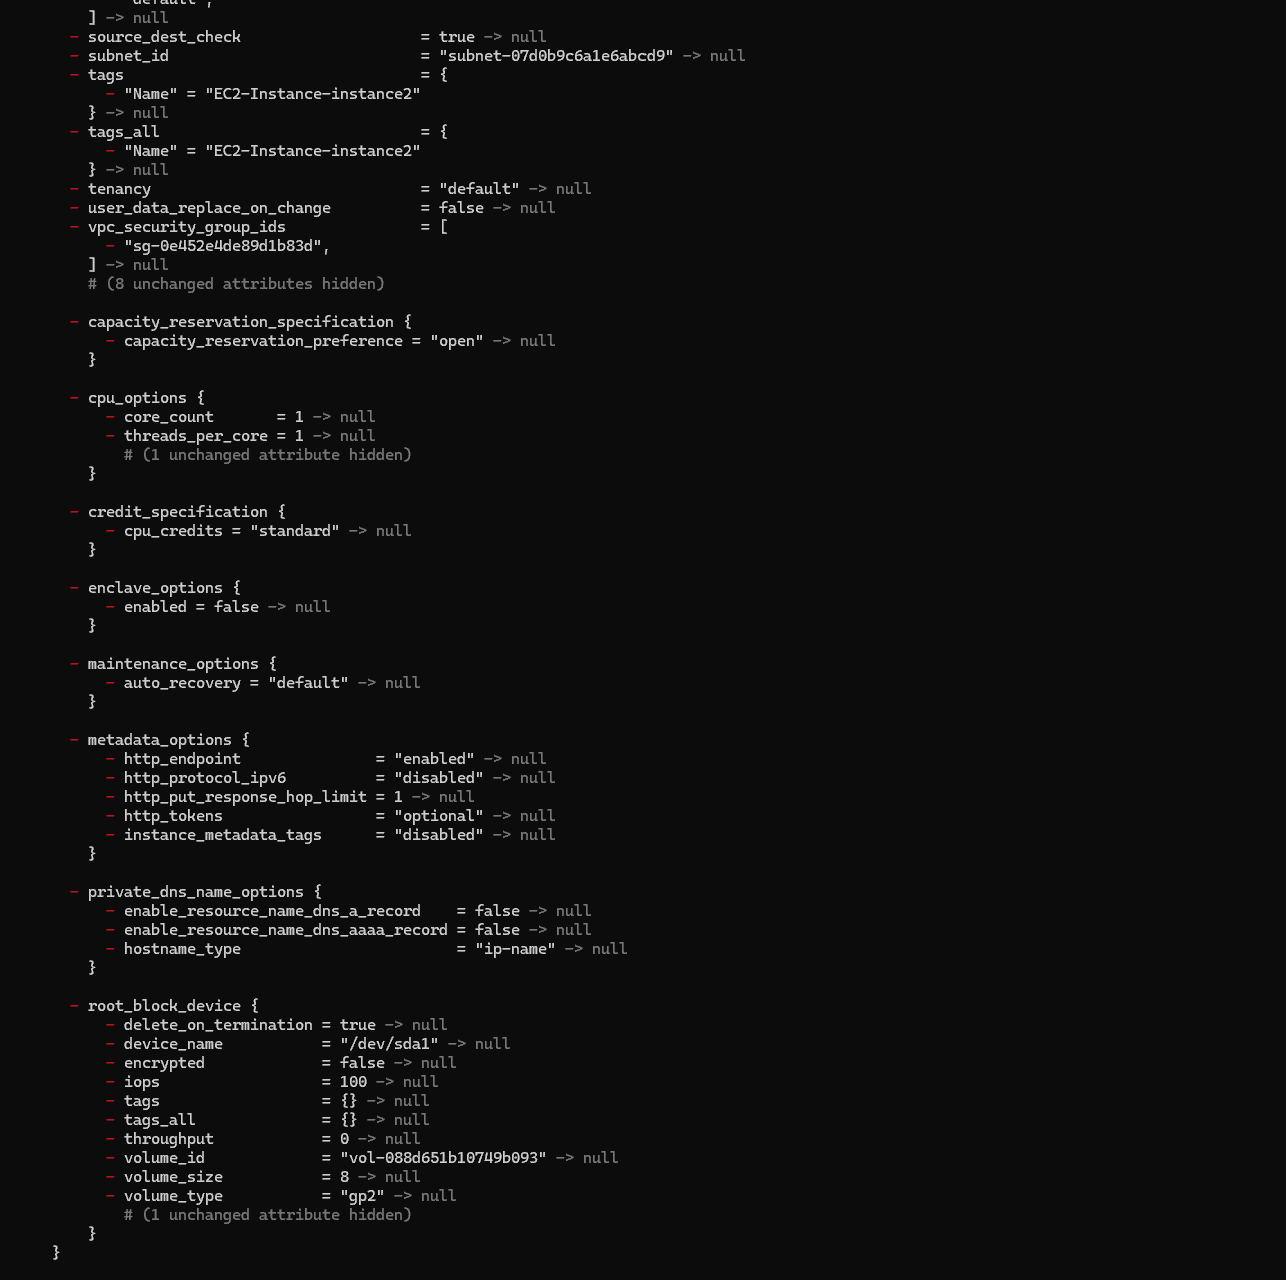 "default",
] -> null
- source_dest_check                    = true -> null
- subnet_id                            = "subnet-07d0b9c6a1e6abcd9" -> null
- tags                                 = {
    - "Name" = "EC2-Instance-instance2"
} -> null
- tags_all                             = {
    - "Name" = "EC2-Instance-instance2"
} -> null
- tenancy                              = "default" -> null
- user_data_replace_on_change          = false -> null
- vpc_security_group_ids               = [
    - "sg-0e452e4de89d1b83d",
] -> null
# (8 unchanged attributes hidden)
- capacity_reservation_specification {
    - capacity_reservation_preference = "open" -> null
}
- cpu_options {
    - core_count       = 1 -> null
    - threads_per_core = 1 -> null
    # (1 unchanged attribute hidden)
}
- credit_specification {
    - cpu_credits = "standard" -> null
}
- enclave_options {
    - enabled = false -> null
}
- maintenance_options {
    - auto_recovery = "default" -> null
}
- metadata_options {
    - http_endpoint               = "enabled" -> null
    - http_protocol_ipv6          = "disabled" -> null
    - http_put_response_hop_limit = 1 -> null
    - http_tokens                 = "optional" -> null
    - instance_metadata_tags      = "disabled" -> null
}
- private_dns_name_options {
    - enable_resource_name_dns_a_record    = false -> null
    - enable_resource_name_dns_aaaa_record = false -> null
    - hostname_type                        = "ip-name" -> null
}
- root_block_device {
    - delete_on_termination = true -> null
    - device_name           = "/dev/sda1" -> null
    - encrypted             = false -> null
    - iops                  = 100 -> null
    - tags                  = {} -> null
    - tags_all              = {} -> null
    - throughput            = 0 -> null
    - volume_id             = "vol-088d651b10749b093" -> null
    - volume_size           = 8 -> null
    - volume_type           = "gp2" -> null
    # (1 unchanged attribute hidden)
}
}